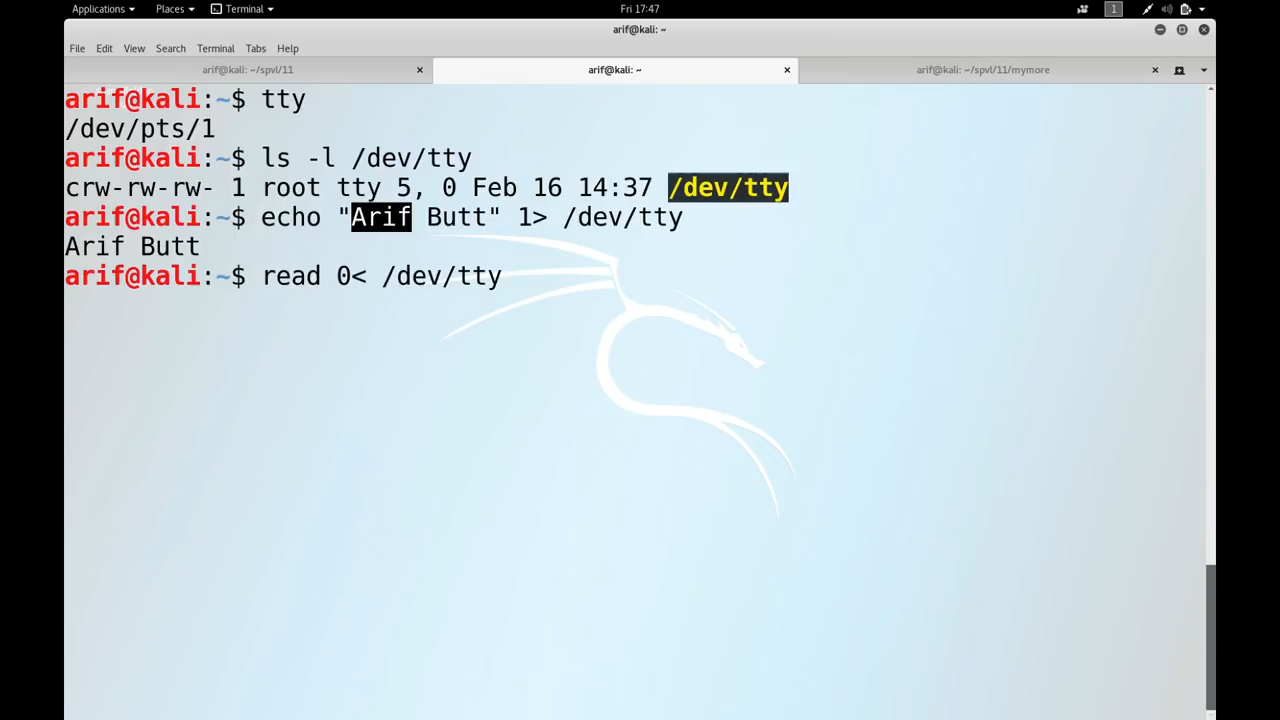 Applications Places Terminal Fri 17:47 1
arif@kali: ~
File Edit View Search Terminal Tabs Help
arif@kali: ~/spvl/11 arif@kali: ~ arif@kali: ~/spvl/11/mymore
arif@kali:~$ tty
/dev/pts/1
arif@kali:~$ ls -l /dev/tty
crw-rw-rw- 1 root tty 5, 0 Feb 16 14:37 /dev/tty
arif@kali:~$ echo "Arif Butt" 1> /dev/tty
Arif Butt
arif@kali:~$ read 0< /dev/tty